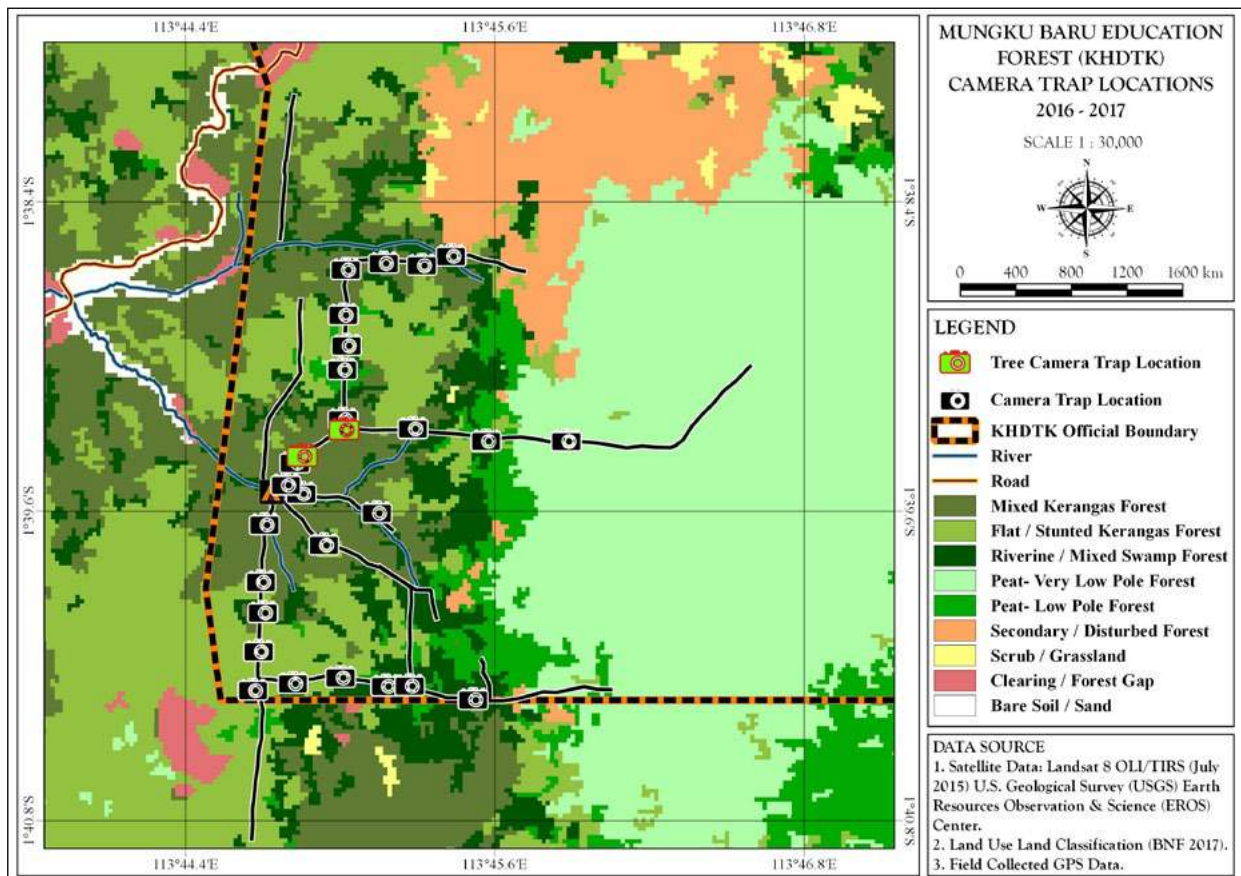 113°44.4'E 113°45.6'E 113°46.8'E
1°38.4'S 1°38.4'S
1°39.6'S 1°39.6'S
1°40.8'S 1°40.8'S
113°44.4'E 113°45.6'E 113°46.8'E
MUNGKU BARU EDUCATION
FOREST (KHDTK)
CAMERA TRAP LOCATIONS
2016 - 2017
SCALE 1 : 30,000
N
W E
S
0 400 800 1200 1600 km
LEGEND
Tree Camera Trap Location
Camera Trap Location
KHDTK Official Boundary
River
Road
Mixed Kerangas Forest
Flat / Stunted Kerangas Forest
Riverine / Mixed Swamp Forest
Peat- Very Low Pole Forest
Peat- Low Pole Forest
Secondary / Disturbed Forest
Scrub / Grassland
Clearing / Forest Gap
Bare Soil / Sand
DATA SOURCE
1. Satellite Data: Landsat 8 OLI/TIRS (July
2015) U.S. Geological Survey (USGS) Earth
Resources Observation & Science (EROS)
Center.
2. Land Use Land Classification (BNF 2017).
3. Field Collected GPS Data.